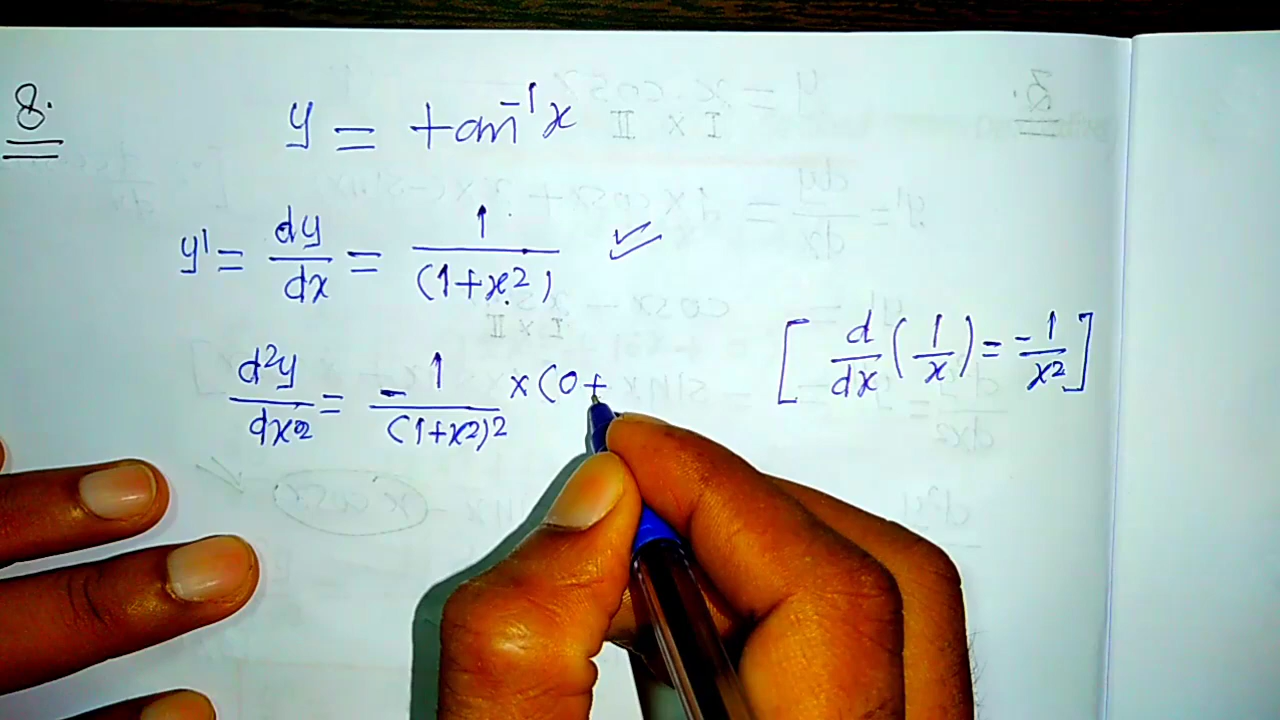 8. y = tan⁻¹x
y' = dy/dx = 1/(1+x²)
d²y/dx² = -1/(1+x²)² × (0+
[ d/dx (1/x) = -1/x² ]